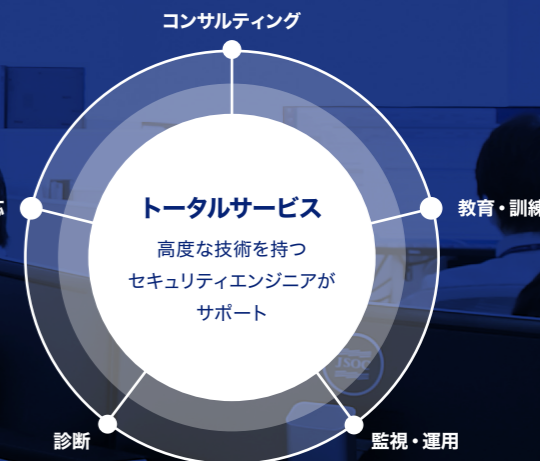 コンサルティング
トータルサービス
高度な技術を持つ
セキュリティエンジニアが
サポート
教育・訓練
診断
監視・運用
JSOC